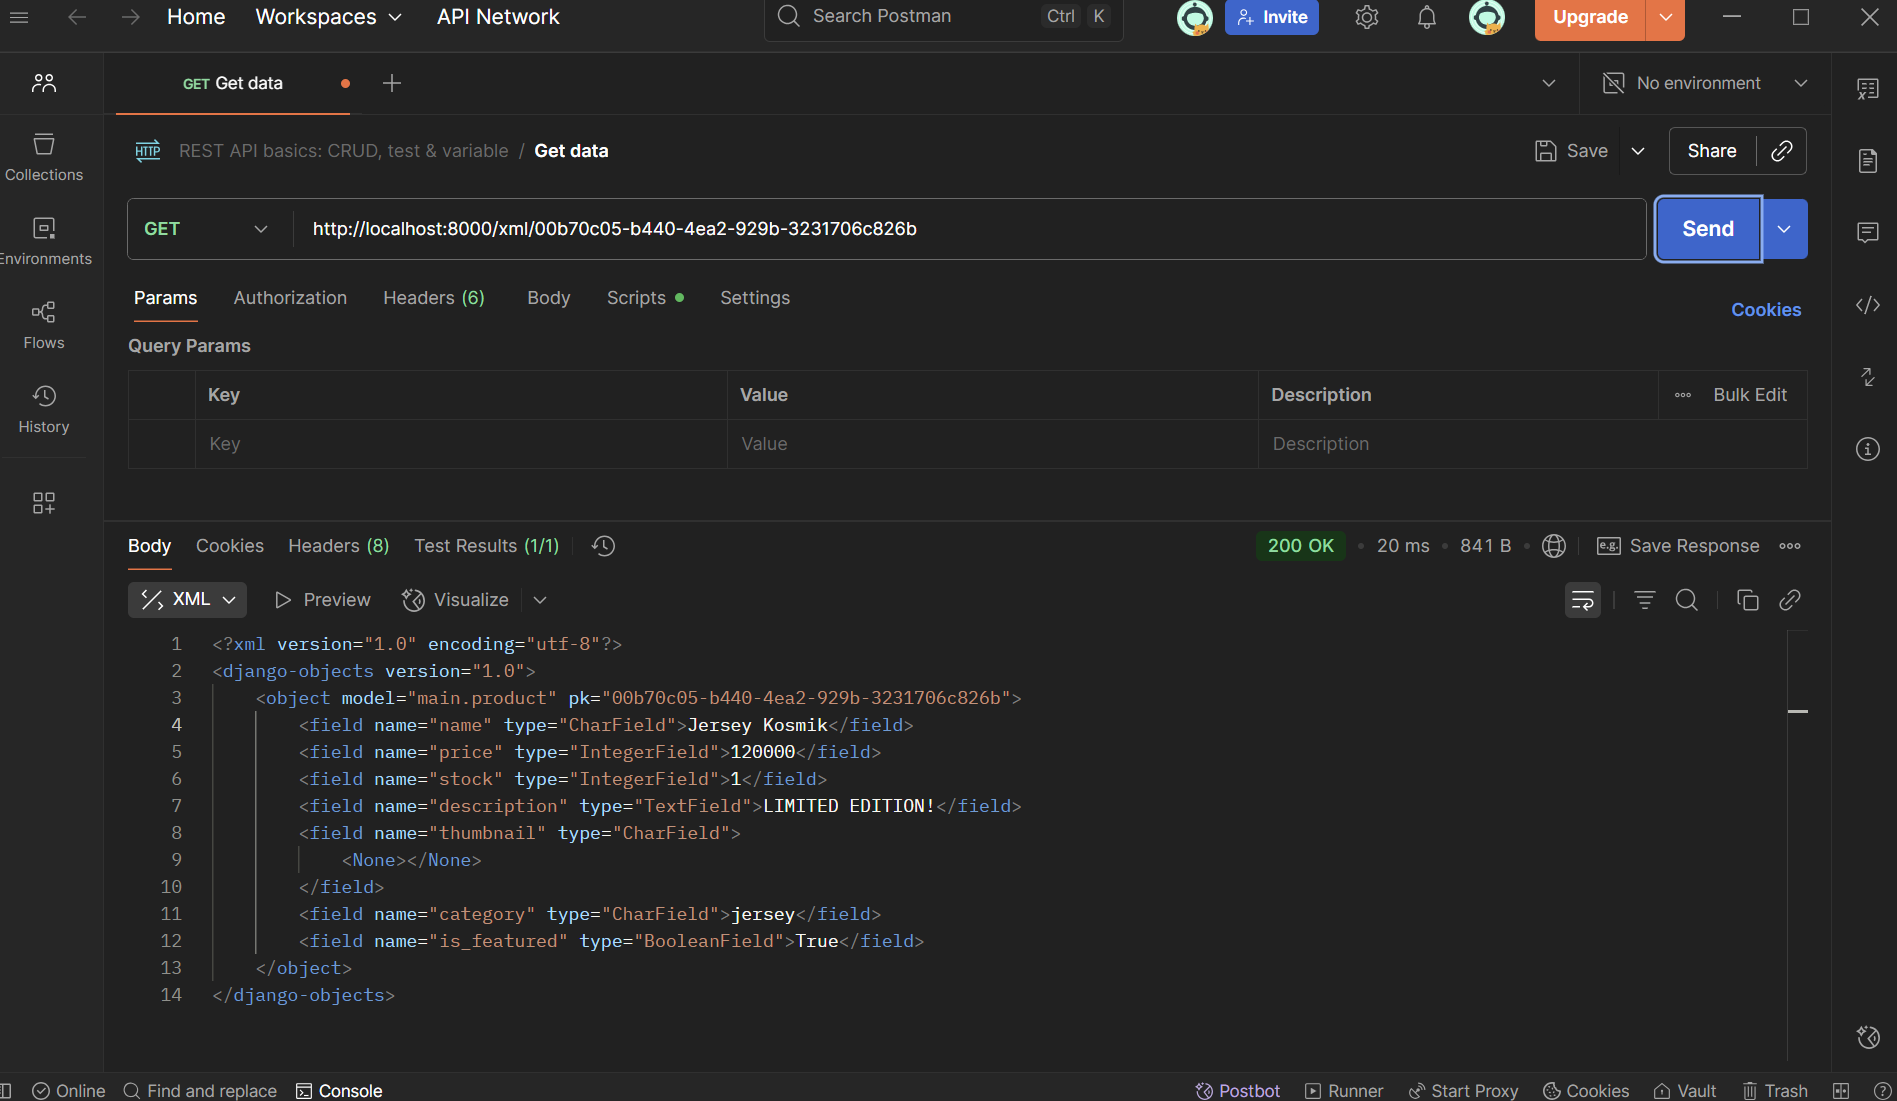 Home Workspaces API Network Search Postman Ctrl K Invite Upgrade
GET Get data No environment
REST API basics: CRUD, test & variable / Get data Save Share
GET http://localhost:8000/xml/00b70c05-b440-4ea2-929b-3231706c826b Send
Collections
Environments
Flows
History
Params Authorization Headers (6) Body Scripts Settings Cookies
Query Params
Key Value Description Bulk Edit
Key Value Description
Body Cookies Headers (8) Test Results (1/1) 200 OK 20 ms 841 B e.g. Save Response
XML Preview Visualize
1 <?xml version="1.0" encoding="utf-8"?>
2 <django-objects version="1.0">
3 <object model="main.product" pk="00b70c05-b440-4ea2-929b-3231706c826b">
4 <field name="name" type="CharField">Jersey Kosmik</field>
5 <field name="price" type="IntegerField">120000</field>
6 <field name="stock" type="IntegerField">1</field>
7 <field name="description" type="TextField">LIMITED EDITION!</field>
8 <field name="thumbnail" type="CharField">
9 <None></None>
10 </field>
11 <field name="category" type="CharField">jersey</field>
12 <field name="is_featured" type="BooleanField">True</field>
13 </object>
14 </django-objects>
Online Find and replace Console Postbot Runner Start Proxy Cookies Vault Trash